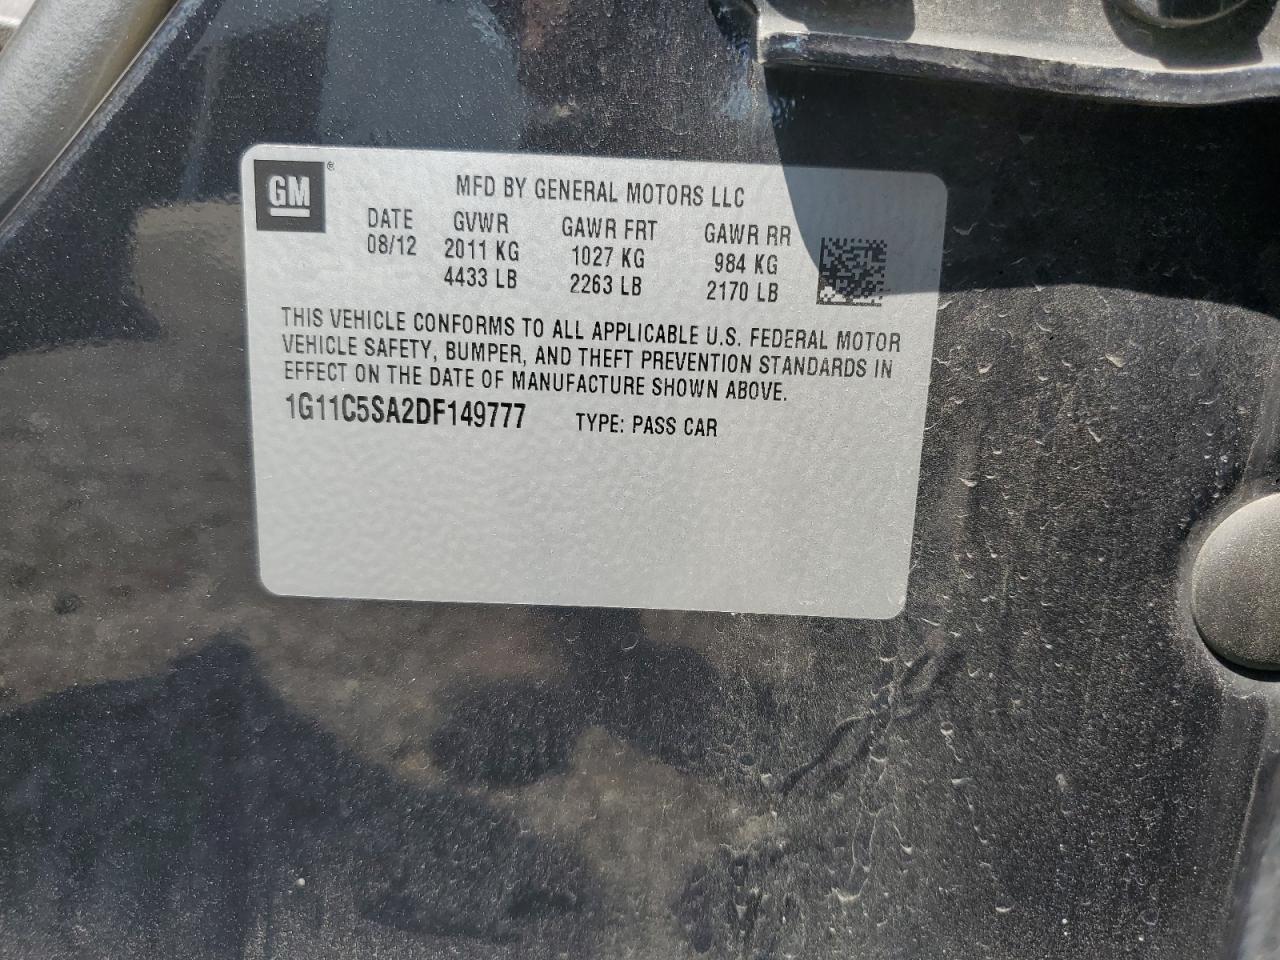 GM ®
MFD BY GENERAL MOTORS LLC
DATE GVWR GAWR FRT GAWR RR
08/12 2011 KG 1027 KG 984 KG
4433 LB 2263 LB 2170 LB
THIS VEHICLE CONFORMS TO ALL APPLICABLE U.S. FEDERAL MOTOR
VEHICLE SAFETY, BUMPER, AND THEFT PREVENTION STANDARDS IN
EFFECT ON THE DATE OF MANUFACTURE SHOWN ABOVE.
1G11C5SA2DF149777 TYPE: PASS CAR